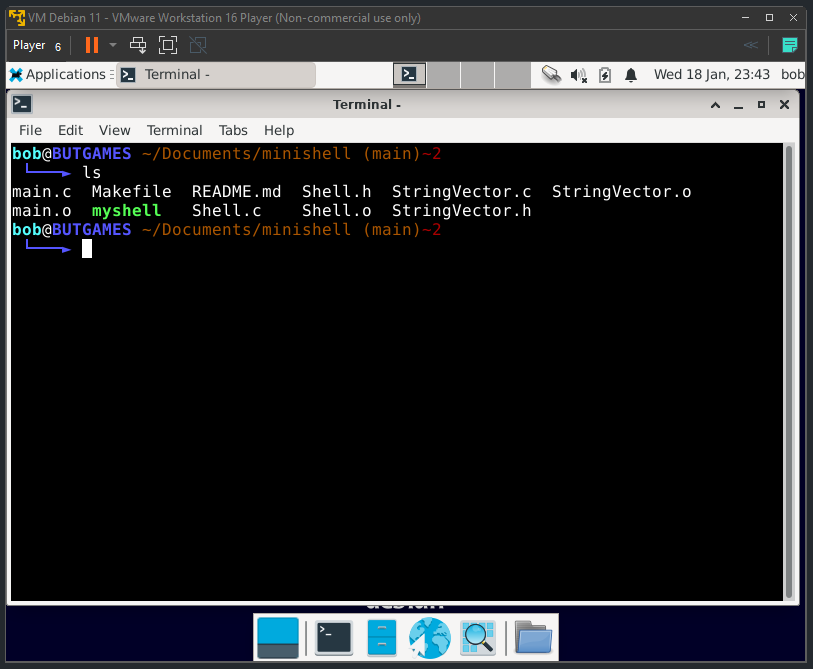 VM Debian 11 - VMware Workstation 16 Player (Non-commercial use only)
Player 6
Applications Terminal - Wed 18 Jan, 23:43 bob
Terminal -
File Edit View Terminal Tabs Help
bob@BUTGAMES ~/Documents/minishell (main)~2
ls
main.c Makefile README.md Shell.h StringVector.c StringVector.o
main.o myshell Shell.c Shell.o StringVector.h
bob@BUTGAMES ~/Documents/minishell (main)~2